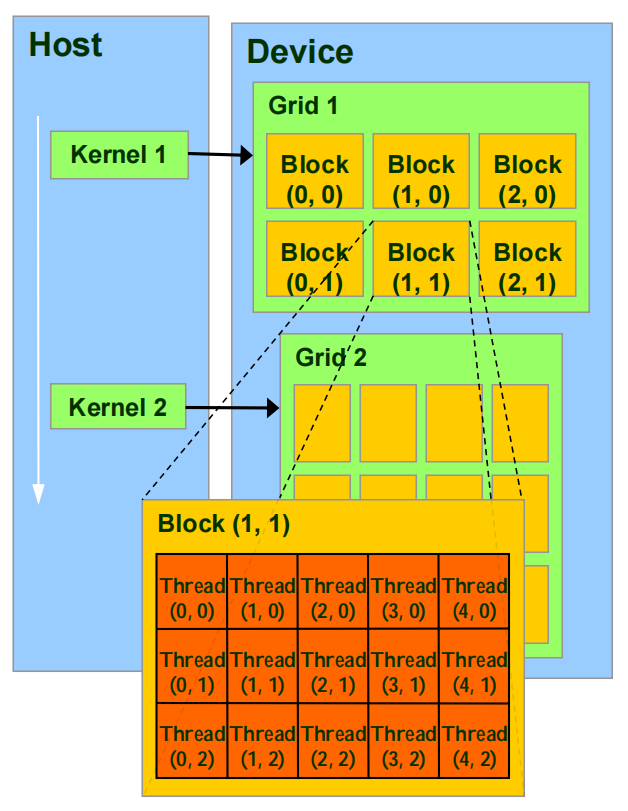 Host
Device
Grid 1
Kernel 1
Block Block Block
(0, 0) (1, 0) (2, 0)
Block Block Block
(0, 1) (1, 1) (2, 1)
Grid 2
Kernel 2
Block (1, 1)
Thread Thread Thread Thread Thread
(0, 0) (1, 0) (2, 0) (3, 0) (4, 0)
Thread Thread Thread Thread Thread
(0, 1) (1, 1) (2, 1) (3, 1) (4, 1)
Thread Thread Thread Thread Thread
(0, 2) (1, 2) (2, 2) (3, 2) (4, 2)